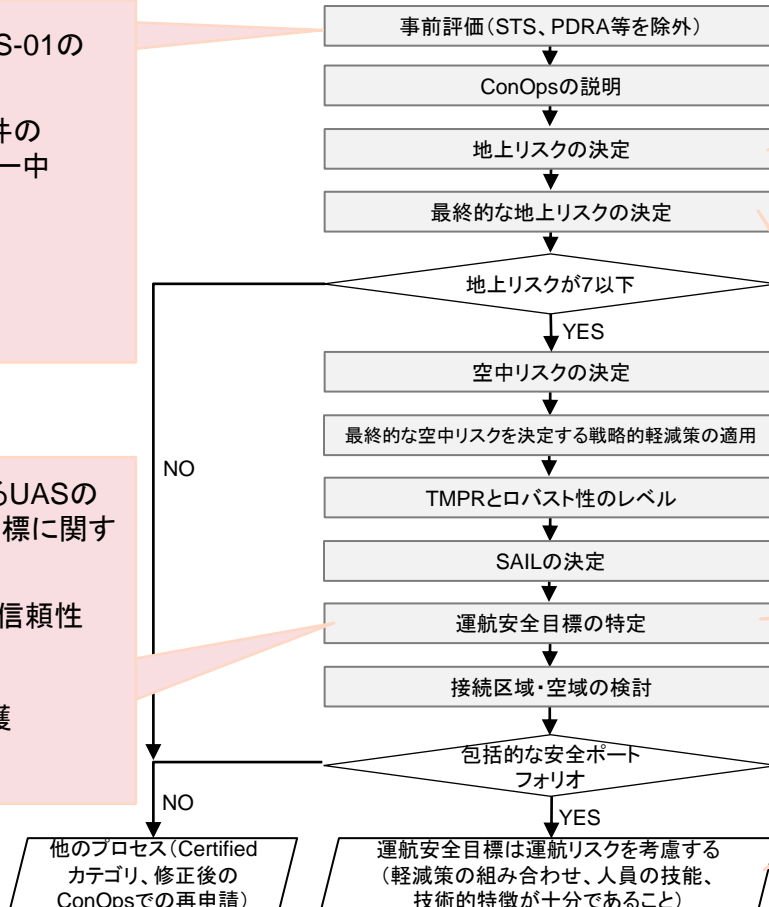 S-01の
件の
ー中
事前評価（STS、PDRA等を除外）
ConOpsの説明
地上リスクの決定
最終的な地上リスクの決定
地上リスクが7以下
YES
空中リスクの決定
最終的な空中リスクを決定する戦略的軽減策の適用
NO
TMPRとロバスト性のレベル
SAILの決定
るUASの
標に関す
信頼性
護
運航安全目標の特定
接続区域・空域の検討
包括的な安全ポート
フォリオ
NO
YES
他のプロセス（Certified
カテゴリ、修正後の
ConOpsでの再申請）
運航安全目標は運航リスクを考慮する
（軽減策の組み合わせ、人員の技能、
技術的特徴が十分であること）